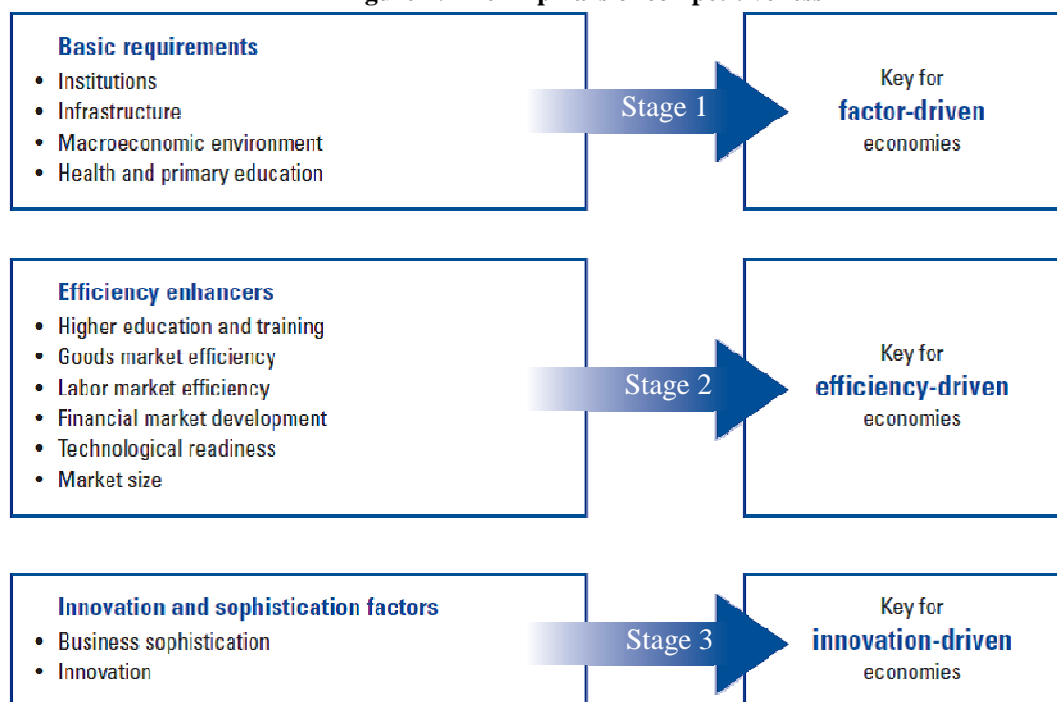 pillars of competitiveness
Basic requirements
• Institutions
• Infrastructure
• Macroeconomic environment
• Health and primary education
Stage 1
Key for
factor-driven
economies
Efficiency enhancers
• Higher education and training
• Goods market efficiency
• Labor market efficiency
• Financial market development
• Technological readiness
• Market size
Stage 2
Key for
efficiency-driven
economies
Innovation and sophistication factors
• Business sophistication
• Innovation
Stage 3
Key for
innovation-driven
economies